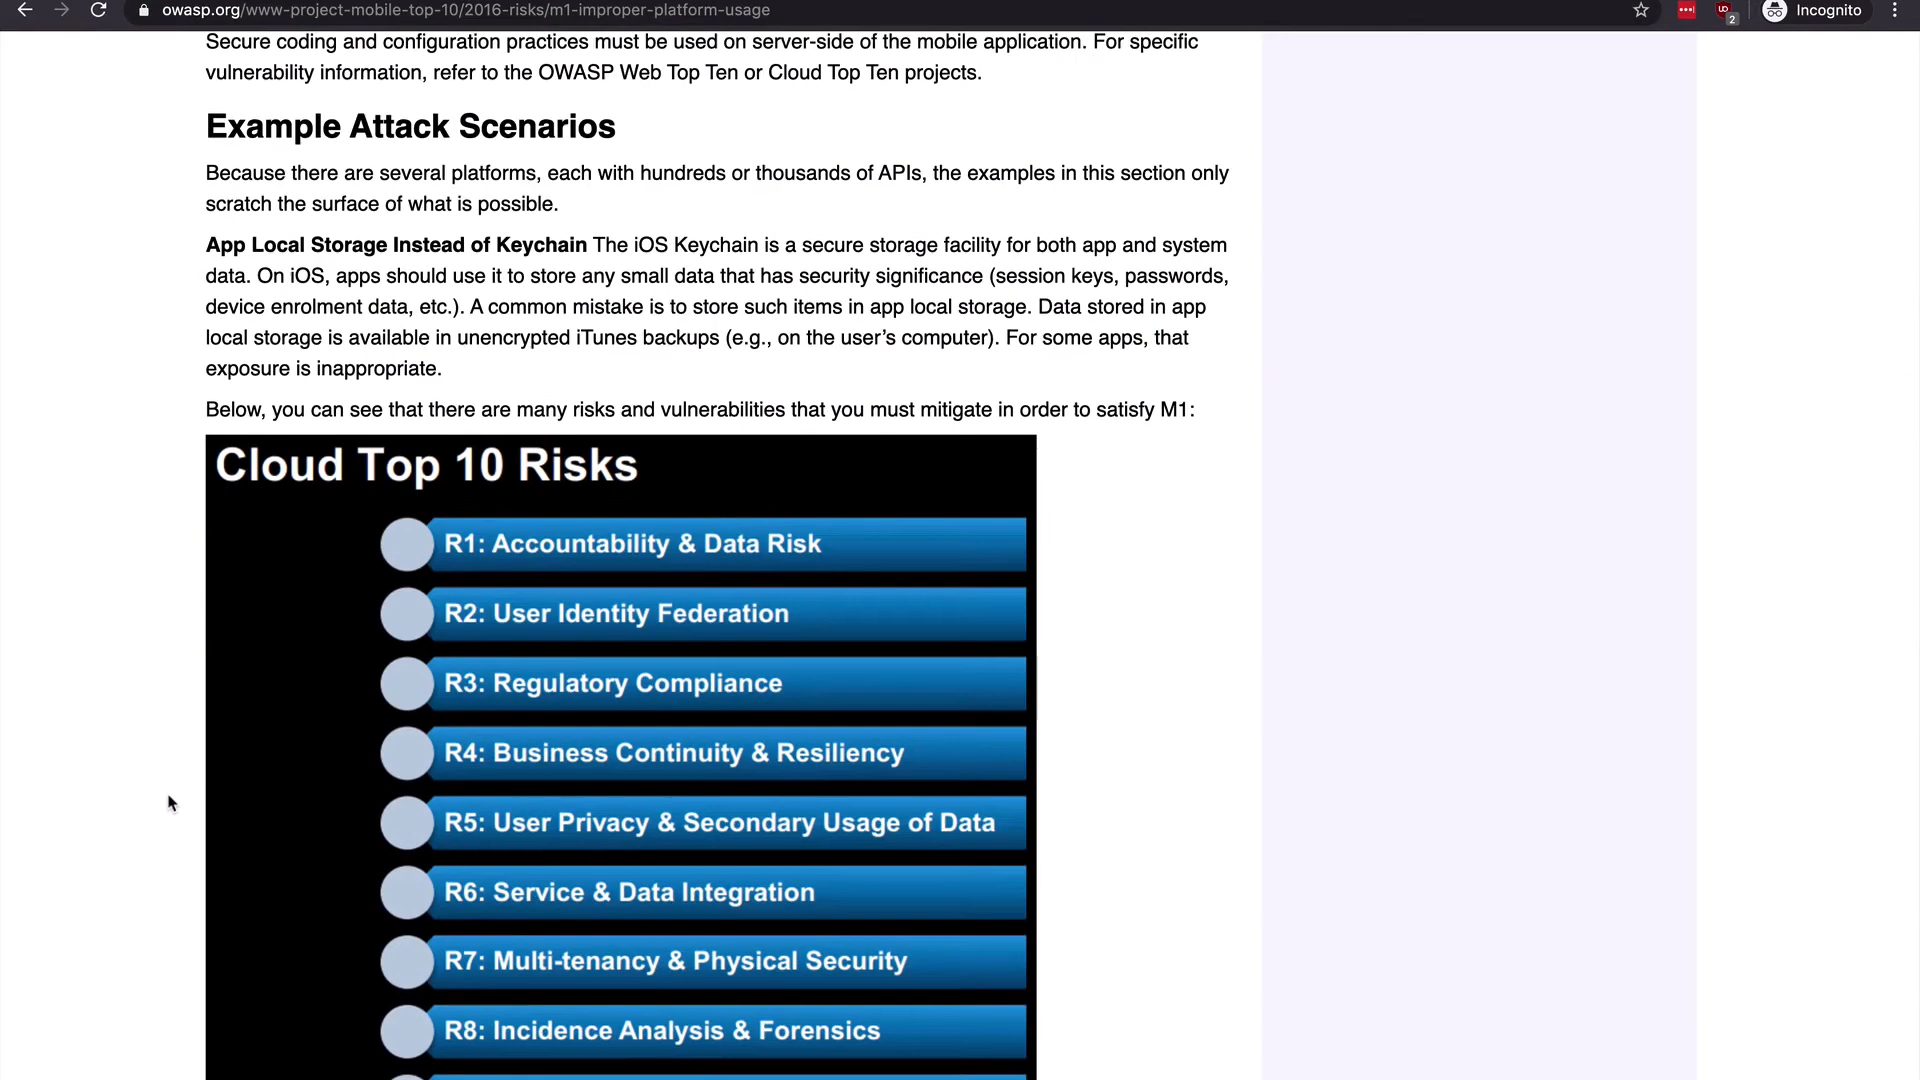 owasp.org/www-project-mobile-top-10/2016-risks/m1-improper-platform-usage
2
Incognito
Secure coding and configuration practices must be used on server-side of the mobile application. For specific
vulnerability information, refer to the OWASP Web Top Ten or Cloud Top Ten projects.
Example Attack Scenarios
Because there are several platforms, each with hundreds or thousands of APIs, the examples in this section only
scratch the surface of what is possible.
App Local Storage Instead of Keychain The iOS Keychain is a secure storage facility for both app and system
data. On iOS, apps should use it to store any small data that has security significance (session keys, passwords,
device enrolment data, etc.). A common mistake is to store such items in app local storage. Data stored in app
local storage is available in unencrypted iTunes backups (e.g., on the user’s computer). For some apps, that
exposure is inappropriate.
Below, you can see that there are many risks and vulnerabilities that you must mitigate in order to satisfy M1:
Cloud Top 10 Risks
R1: Accountability & Data Risk
R2: User Identity Federation
R3: Regulatory Compliance
R4: Business Continuity & Resiliency
R5: User Privacy & Secondary Usage of Data
R6: Service & Data Integration
R7: Multi-tenancy & Physical Security
R8: Incidence Analysis & Forensics